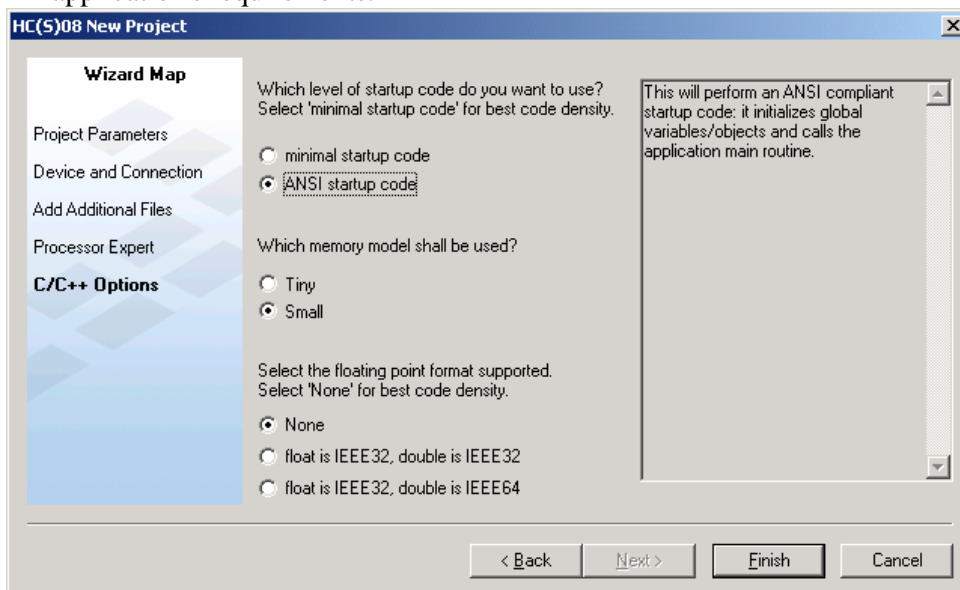 application's requirements.
HC(S)08 New Project
Wizard Map
Project Parameters
Device and Connection
Add Additional Files
Processor Expert
C/C++ Options
Which level of startup code do you want to use?
Select 'minimal startup code' for best code density.
minimal startup code
ANSI startup code
Which memory model shall be used?
Tiny
Small
Select the floating point format supported.
Select 'None' for best code density.
None
float is IEEE32, double is IEEE32
float is IEEE32, double is IEEE64
This will perform an ANSI compliant
startup code: it initializes global
variables/objects and calls the
application main routine.
< Back
Next >
Finish
Cancel